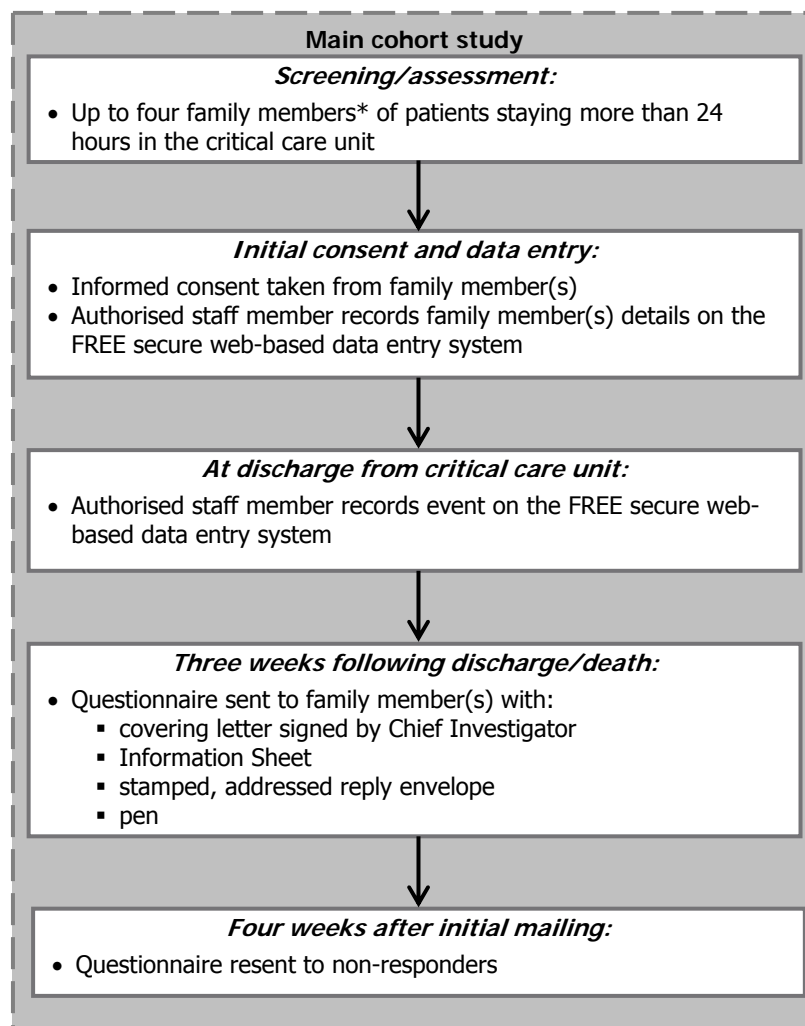 Main cohort study
Screening/assessment:
• Up to four family members* of patients staying more than 24
hours in the critical care unit
Initial consent and data entry:
• Informed consent taken from family member(s)
• Authorised staff member records family member(s) details on the
FREE secure web-based data entry system
At discharge from critical care unit:
• Authorised staff member records event on the FREE secure web-
based data entry system
Three weeks following discharge/death:
• Questionnaire sent to family member(s) with:
▪ covering letter signed by Chief Investigator
▪ Information Sheet
▪ stamped, addressed reply envelope
▪ pen
Four weeks after initial mailing:
• Questionnaire resent to non-responders